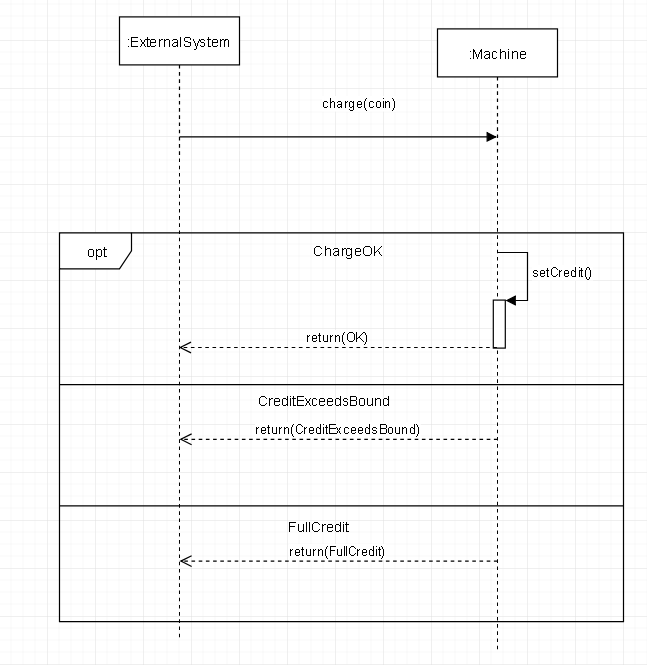 :ExternalSystem
:Machine
charge(coin)
opt
ChargeOK
setCredit()
return(OK)
CreditExceedsBound
return(CreditExceedsBound)
FullCredit
return(FullCredit)